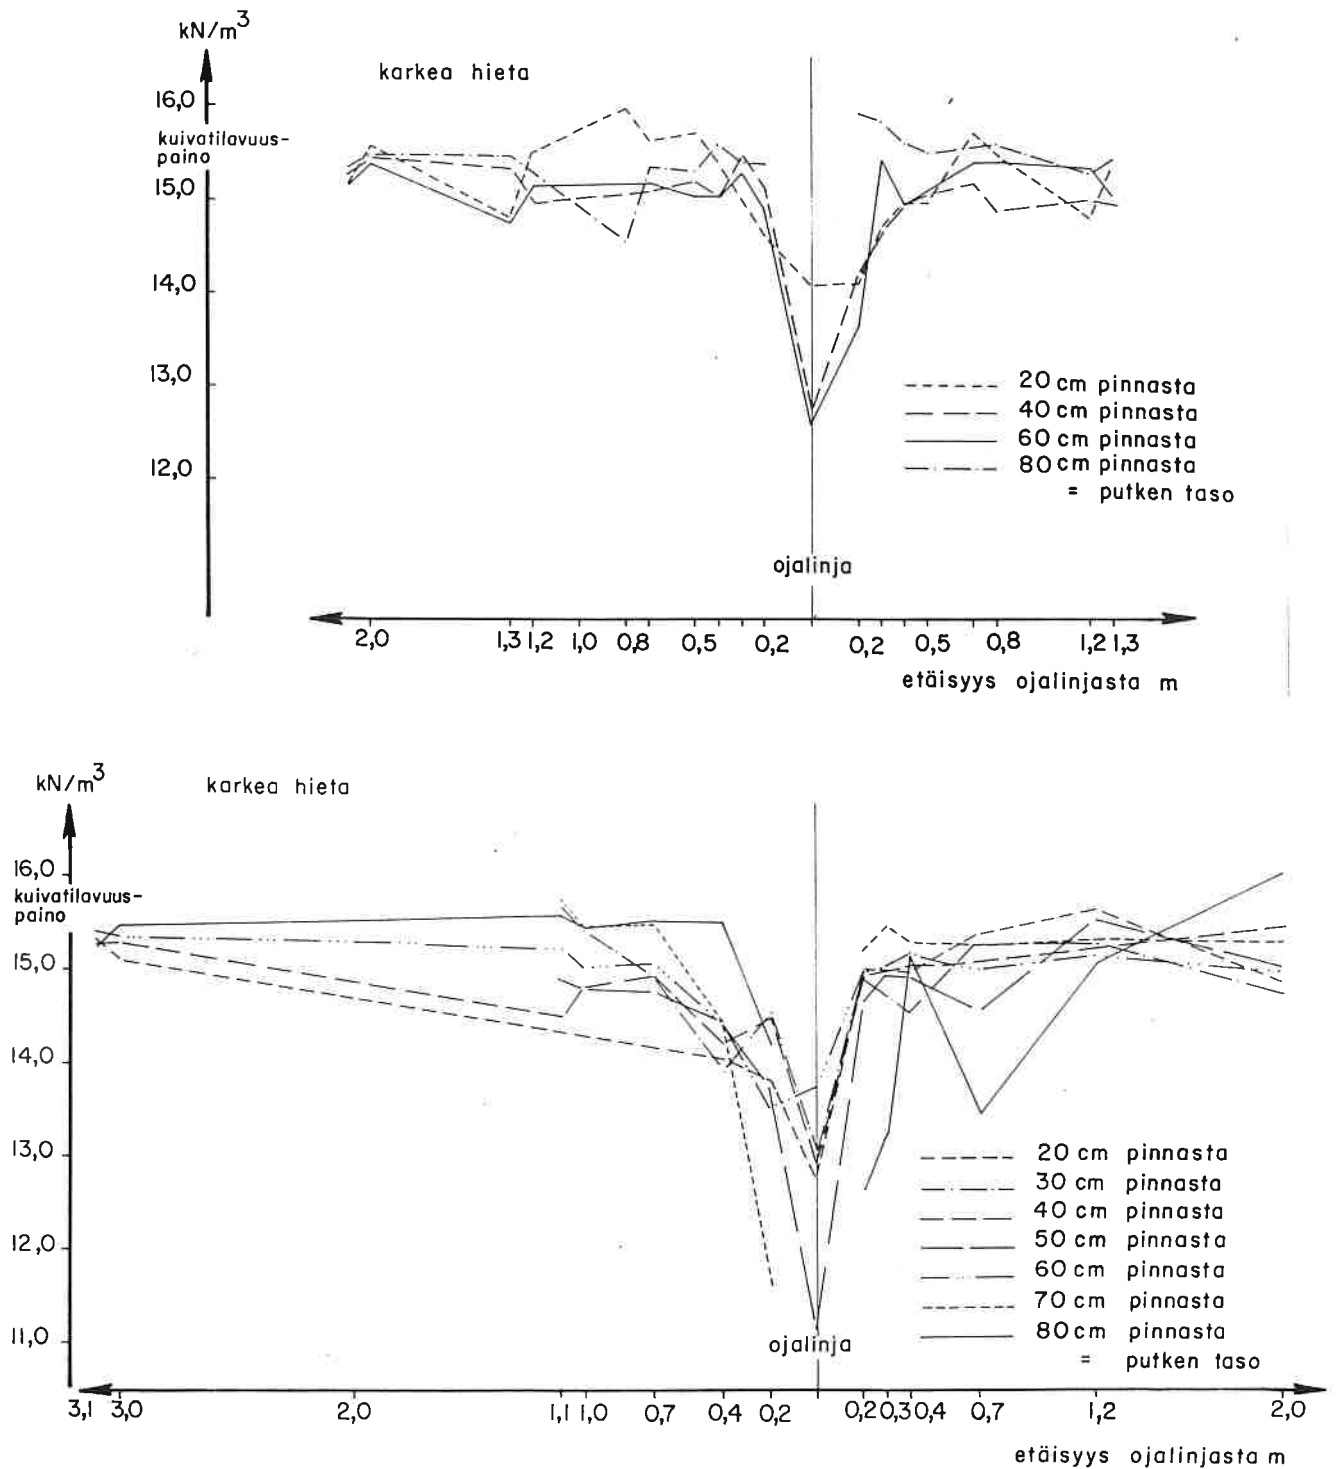 kN/m³
karkea hieta
16,0
kuivatilavuus-
paino
15,0
14,0
13,0
12,0
20 cm pinnasta
40 cm pinnasta
60 cm pinnasta
80 cm pinnasta
= putken taso
ojalinja
2,0 1,3 1,2 1,0 0,8 0,5 0,2 0,2 0,5 0,8 1,2 1,3
etäisyys ojalinjasta m
kN/m³
karkea hieta
16,0
kuivatilavuus-
paino
15,0
14,0
13,0
12,0
11,0
20 cm pinnasta
30 cm pinnasta
40 cm pinnasta
50 cm pinnasta
60 cm pinnasta
70 cm pinnasta
80 cm pinnasta
= putken taso
ojalinja
3,1 3,0 2,0 1,1 1,0 0,7 0,4 0,2 0,2 0,3 0,4 0,7 1,2 2,0
etäisyys ojalinjasta m